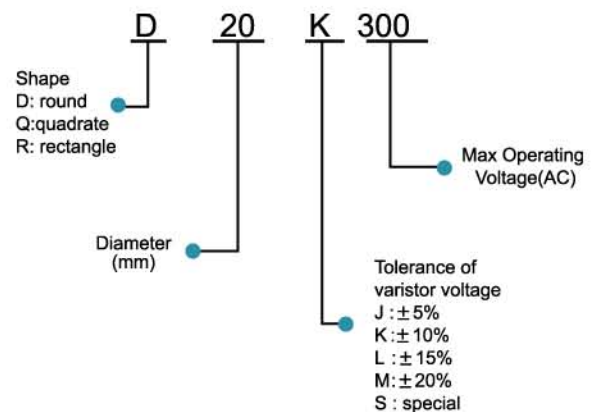 D 20 K 300
Shape
D: round
Q:quadrate
R: rectangle
Max Operating
Voltage(AC)
Diameter
(mm)
Tolerance of
varistor voltage
J :±5%
K:±10%
L :±15%
M:±20%
S : special